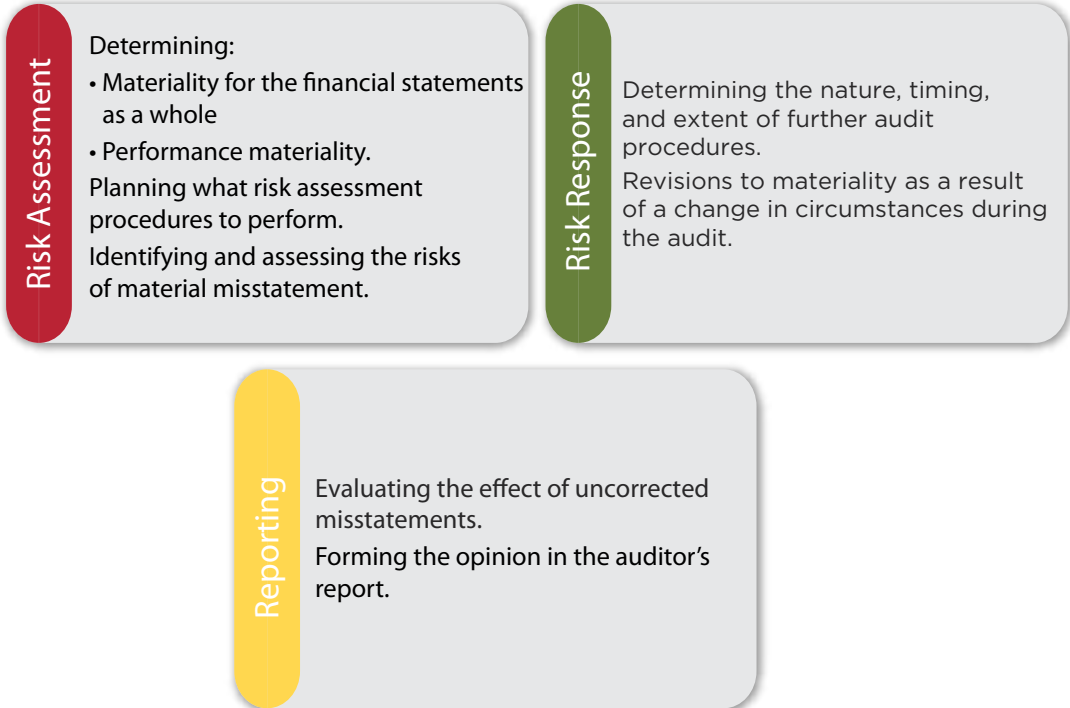 Risk Assessment
Determining:
• Materiality for the financial statements
as a whole
• Performance materiality.
Planning what risk assessment
procedures to perform.
Identifying and assessing the risks
of material misstatement.
Risk Response
Determining the nature, timing,
and extent of further audit
procedures.
Revisions to materiality as a result
of a change in circumstances during
the audit.
Reporting
Evaluating the effect of uncorrected
misstatements.
Forming the opinion in the auditor’s
report.